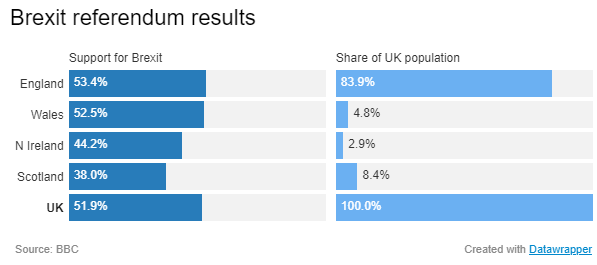 Brexit referendum results
Support for Brexit Share of UK population
England 53.4% 83.9%
Wales 52.5% 4.8%
N Ireland 44.2% 2.9%
Scotland 38.0% 8.4%
UK 51.9% 100.0%
Source: BBC Created with Datawrapper